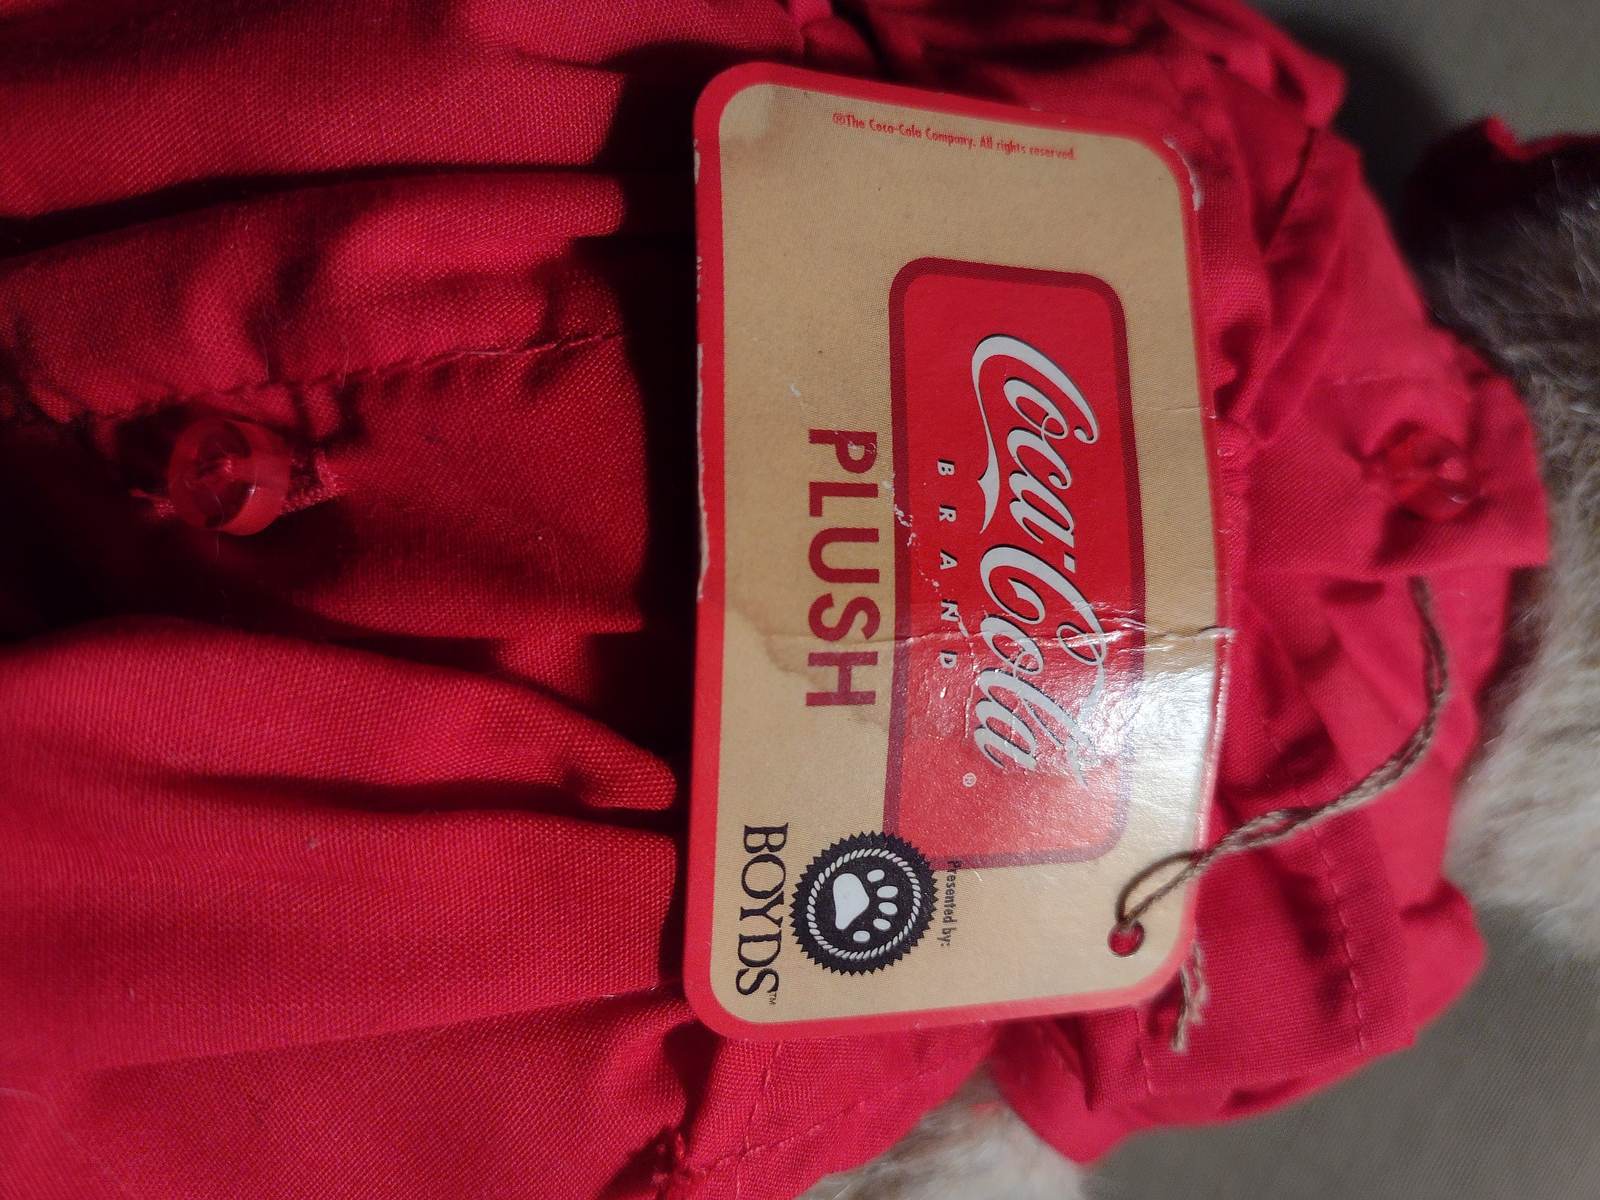 Coca-Cola
®
BRAND
PLUSH
Presented by:
BOYDS™
®The Coca-Cola Company. All rights reserved.